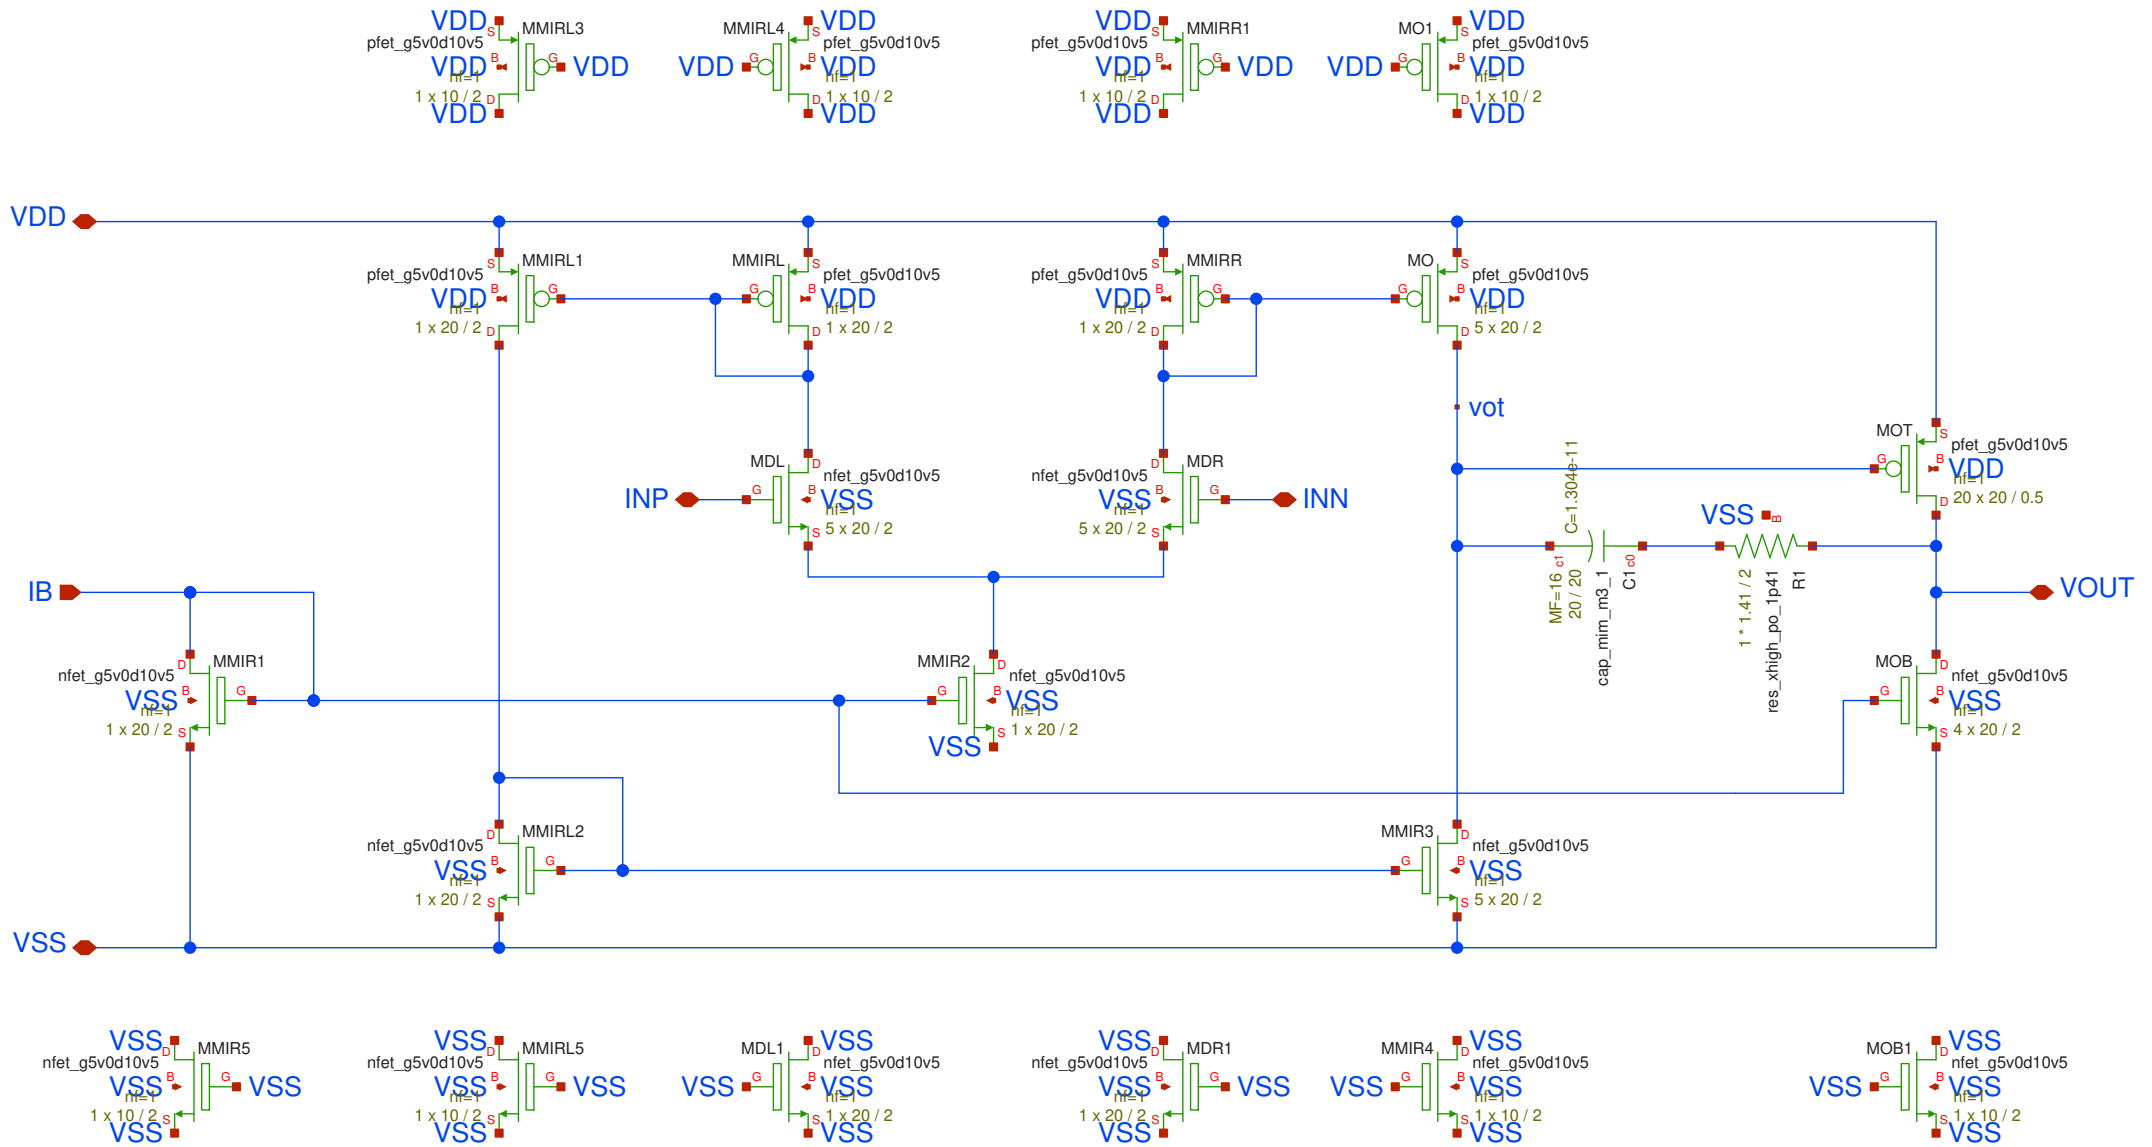 VDD MMIRL3
pfet_g5v0d10v5
VDD VDD
nf=1
1 x 10 / 2
VDD
S B G D
MMIRL4 VDD
pfet_g5v0d10v5
VDD VDD
nf=1
1 x 10 / 2
VDD
S G B D
VDD MMIRR1
pfet_g5v0d10v5
VDD VDD
nf=1
1 x 10 / 2
VDD
S B G D
MO1 VDD
pfet_g5v0d10v5
VDD VDD
nf=1
1 x 10 / 2
VDD
S G B D
VDD
MMIRL1
pfet_g5v0d10v5
VDD
nf=1
1 x 20 / 2
S B G D
MMIRL
pfet_g5v0d10v5
VDD
nf=1
1 x 20 / 2
S G B D
MMIRR
pfet_g5v0d10v5
VDD
nf=1
1 x 20 / 2
S B G D
MO
pfet_g5v0d10v5
VDD
nf=1
5 x 20 / 2
S G B D
vot
MOT
pfet_g5v0d10v5
VDD
nf=1
20 x 20 / 0.5
S G B D
INP
MDL
nfet_g5v0d10v5
VSS
nf=1
5 x 20 / 2
D G B S
MDR
nfet_g5v0d10v5
VSS
nf=1
5 x 20 / 2
D B G S
INN
C=1.304e-11
MF=16
20 / 20
c1
cap_mim_m3_1
C1
c0
VSS B
1 * 1.41 / 2
res_xhigh_po_1p41
R1
IB
VOUT
MMIR1
nfet_g5v0d10v5
VSS
nf=1
1 x 20 / 2
D B G S
MMIR2
nfet_g5v0d10v5
VSS
nf=1
1 x 20 / 2
VSS
D G B S
MOB
nfet_g5v0d10v5
VSS
nf=1
4 x 20 / 2
D G B S
MMIRL2
nfet_g5v0d10v5
VSS
nf=1
1 x 20 / 2
D B G S
MMIR3
nfet_g5v0d10v5
VSS
nf=1
5 x 20 / 2
D G B S
VSS
VSS MMIR5
nfet_g5v0d10v5
VSS VSS
nf=1
1 x 10 / 2
VSS
D B G S
VSS MMIRL5
nfet_g5v0d10v5
VSS VSS
nf=1
1 x 10 / 2
VSS
D B G S
MDL1 VSS
nfet_g5v0d10v5
VSS VSS
nf=1
1 x 20 / 2
VSS
D G B S
VSS MDR1
nfet_g5v0d10v5
VSS VSS
nf=1
1 x 20 / 2
VSS
D B G S
MMIR4 VSS
nfet_g5v0d10v5
VSS VSS
nf=1
1 x 10 / 2
VSS
D G B S
MOB1 VSS
nfet_g5v0d10v5
VSS VSS
nf=1
1 x 10 / 2
VSS
D G B S